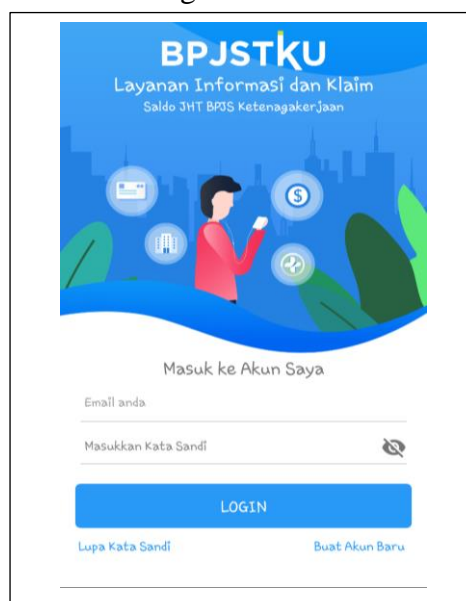 BPJSTKU
Layanan Informasi dan Klaim
Saldo JHT BPJS Ketenagakerjaan
$
Masuk ke Akun Saya
Email anda
Masukkan Kata Sandi
LOGIN
Lupa Kata Sandi
Buat Akun Baru